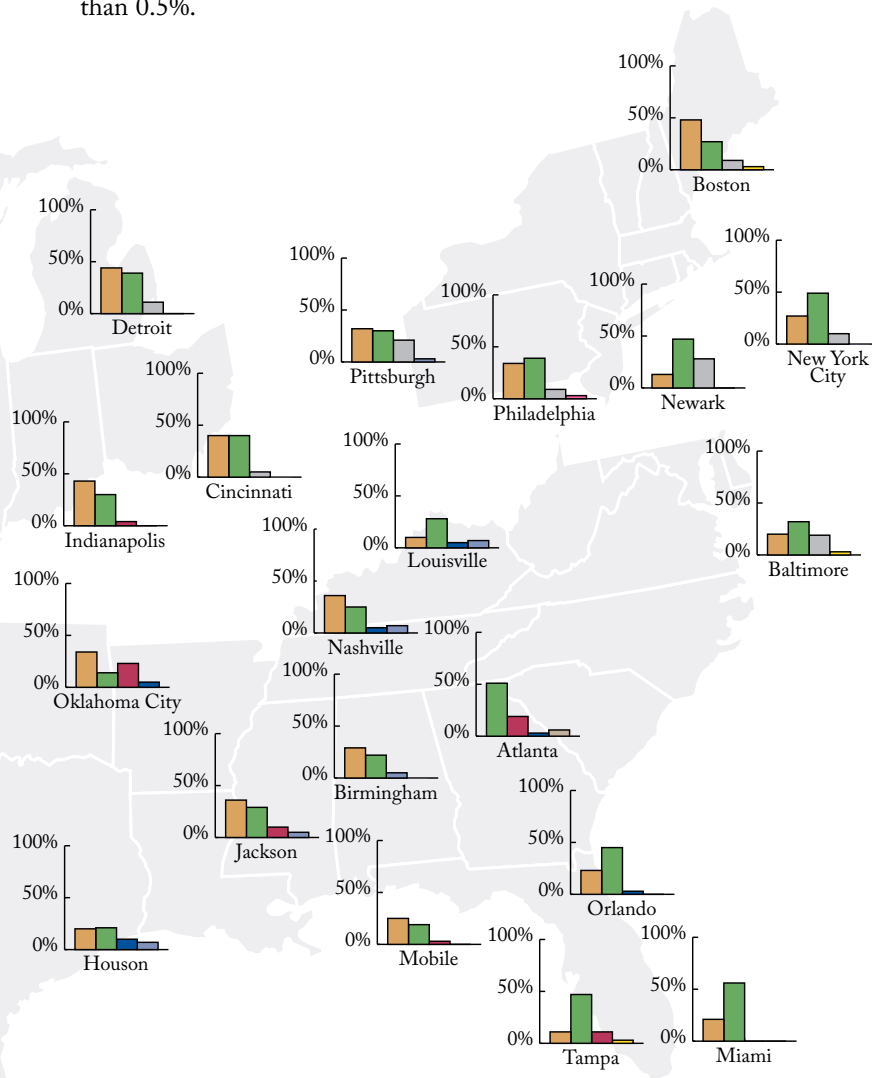 than 0.5%.
100%
50%
0%
Boston
100%
50%
0%
Detroit
100%
50%
0%
Pittsburgh
100%
50%
0%
Philadelphia
100%
50%
0%
Newark
100%
50%
0%
New York
City
100%
50%
0%
Cincinnati
100%
50%
0%
Indianapolis
100%
50%
0%
Louisville
100%
50%
0%
Baltimore
100%
50%
0%
Nashville
100%
50%
0%
Oklahoma City
100%
50%
0%
Atlanta
100%
50%
0%
Birmingham
100%
50%
0%
Jackson
100%
50%
0%
Orlando
100%
50%
0%
Houson
100%
50%
0%
Mobile
100%
50%
0%
Tampa
100%
50%
0%
Miami